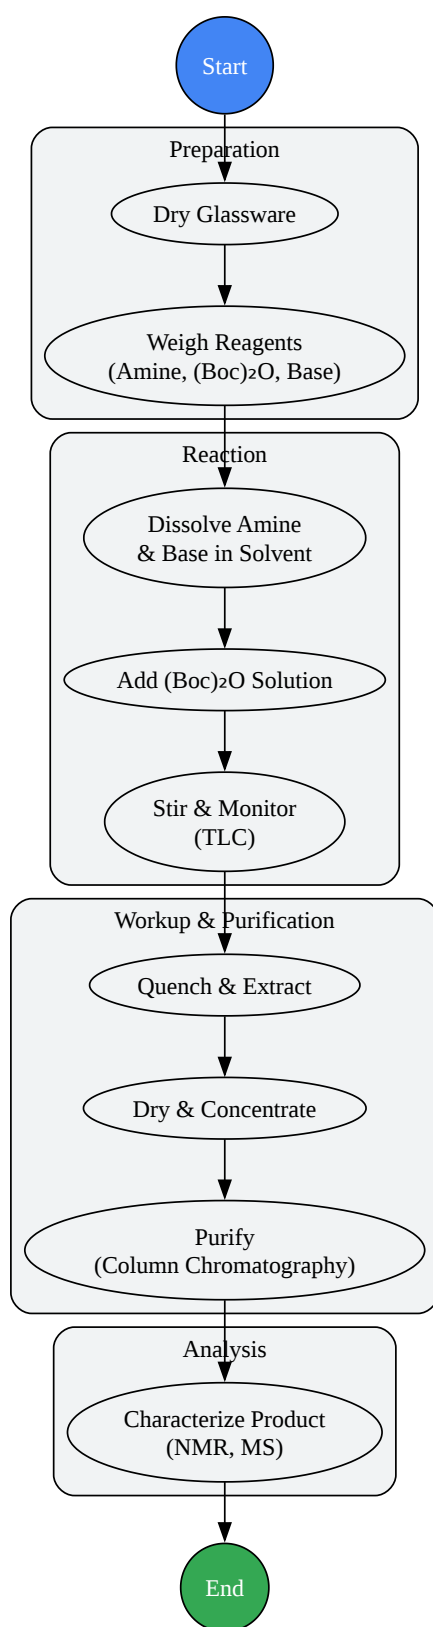 Start
Preparation
Dry Glassware
Weigh Reagents
(Amine, (Boc)₂O, Base)
Reaction
Dissolve Amine
& Base in Solvent
Add (Boc)₂O Solution
Stir & Monitor
(TLC)
Workup & Purification
Quench & Extract
Dry & Concentrate
Purify
(Column Chromatography)
Analysis
Characterize Product
(NMR, MS)
End